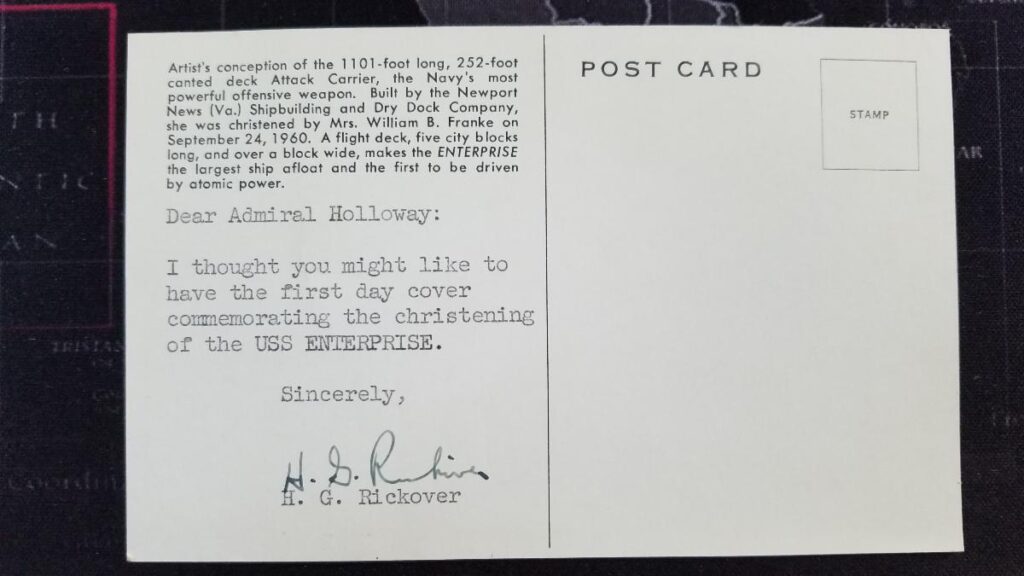 Artist's conception of the 1101-foot long, 252-foot
canted deck Attack Carrier, the Navy's most
powerful offensive weapon. Built by the Newport
News (Va.) Shipbuilding and Dry Dock Company,
she was christened by Mrs. William B. Franke on
September 24, 1960. A flight deck, five city blocks
long, and over a block wide, makes the ENTERPRISE
the largest ship afloat and the first to be driven
by atomic power.
Dear Admiral Holloway:
I thought you might like to
have the first day cover
commemorating the christening
of the USS ENTERPRISE.
Sincerely,
H. G. Rickover
H. G. Rickover
POST CARD
STAMP